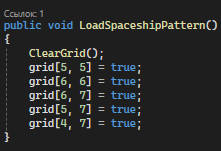 Ссылок: 1
public void LoadSpaceshipPattern()
{
ClearGrid();
grid[5, 5] = true;
grid[6, 6] = true;
grid[6, 7] = true;
grid[5, 7] = true;
grid[4, 7] = true;
}